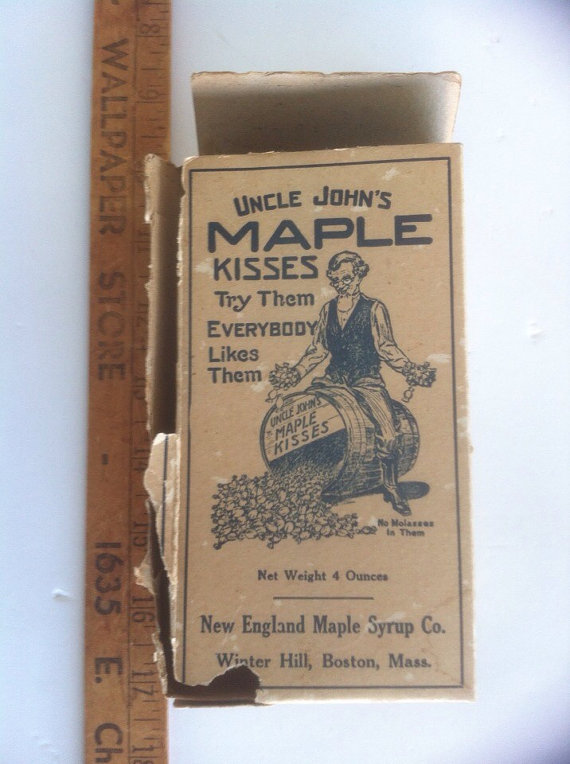 UNCLE JOHN'S
MAPLE
KISSES
Try Them
EVERYBODY
Likes
Them
UNCLE JOHN'S
MAPLE
KISSES
No Molasses
In Them
Net Weight 4 Ounces
New England Maple Syrup Co.
Winter Hill, Boston, Mass.
WALLPAPER STORE - 1635 E.